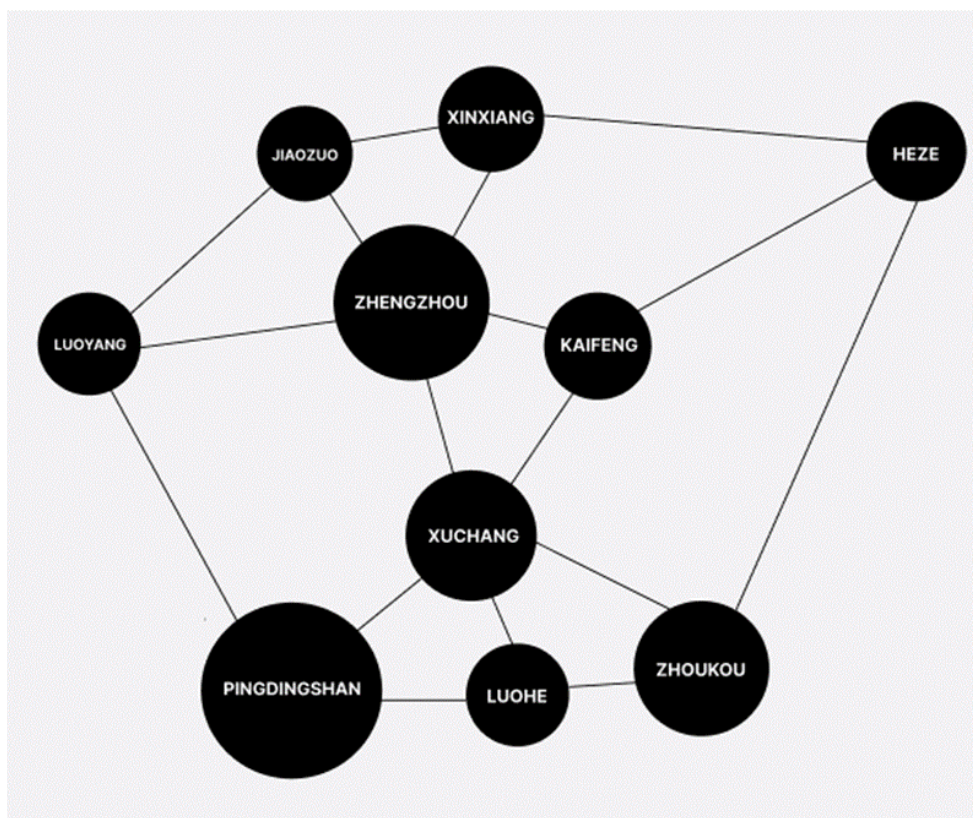 XINXIANG
JIAOZUO
HEZE
ZHENGZHOU
LUOYANG
KAIFENG
XUCHANG
PINGDINGSHAN
LUOHE
ZHOUKOU